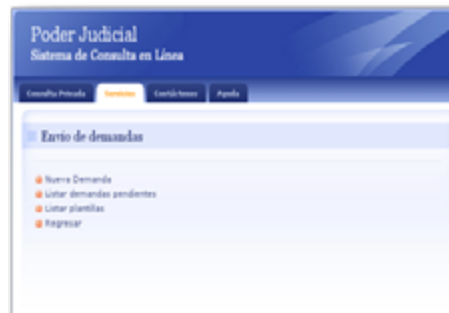 Poder Judicial
Sistema de Consulta en Línea
Consulta Privada Servicios Contáctenos Ayuda
Envío de demandas
Nueva Demanda
Listar demandas pendientes
Listar plantillas
Regresar